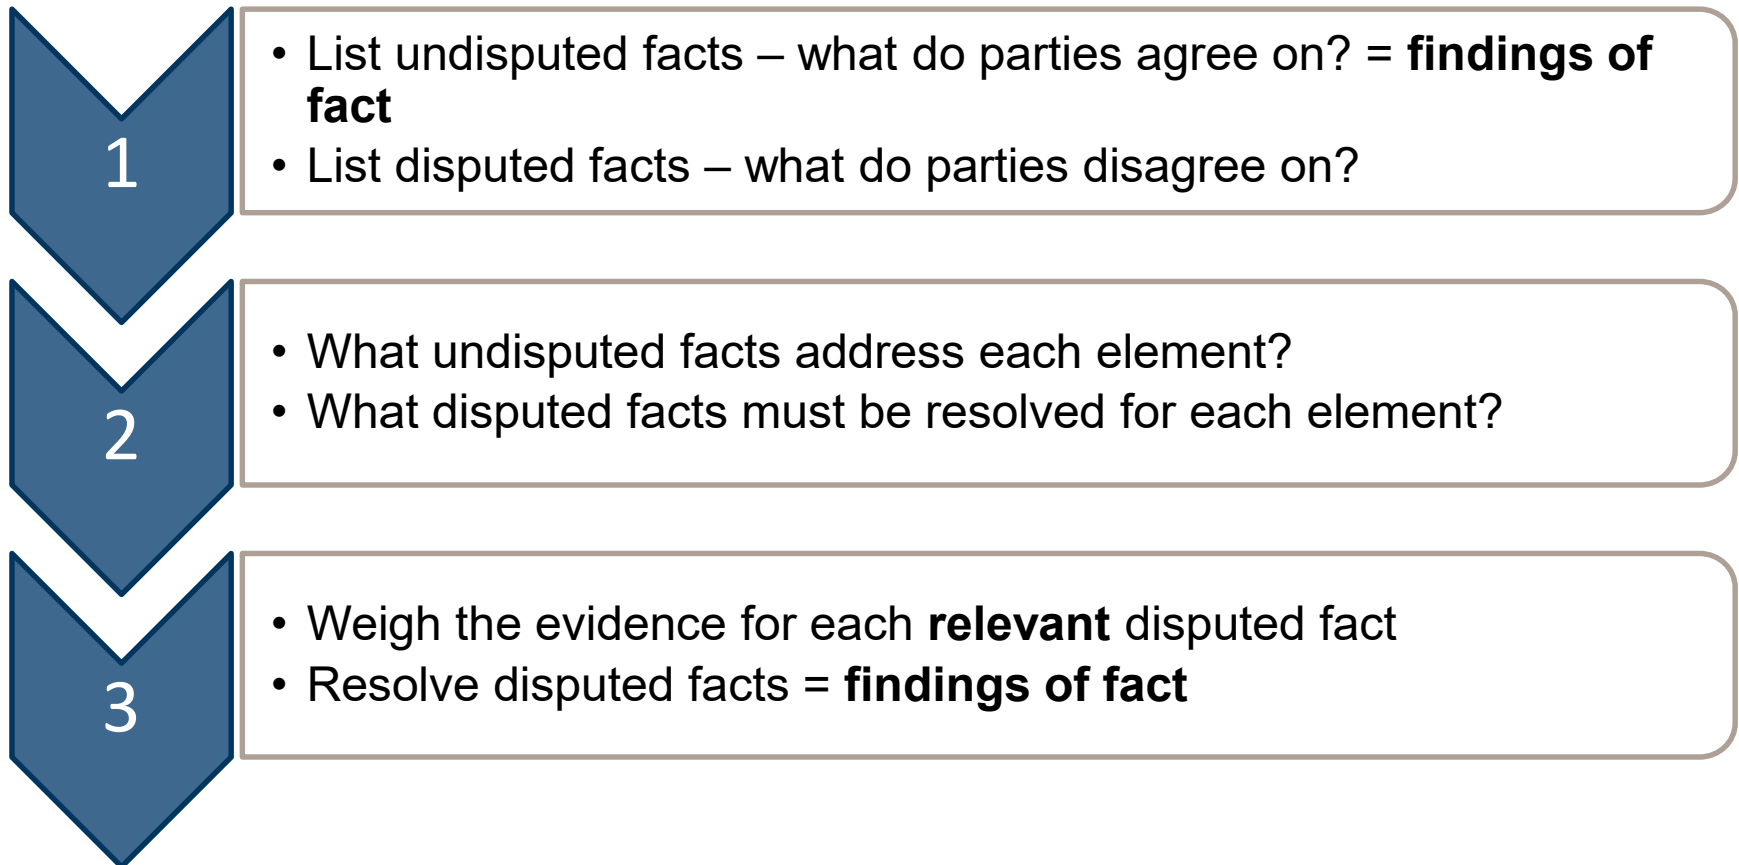 1
• List undisputed facts – what do parties agree on? = findings of
fact
• List disputed facts – what do parties disagree on?
2
• What undisputed facts address each element?
• What disputed facts must be resolved for each element?
3
• Weigh the evidence for each relevant disputed fact
• Resolve disputed facts = findings of fact